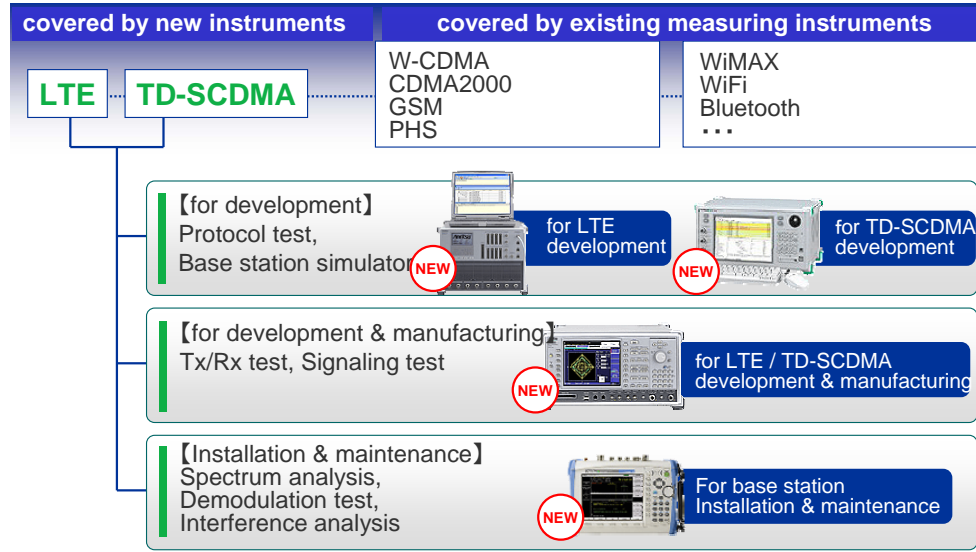 covered by new instruments
covered by existing measuring instruments
LTE
TD-SCDMA
W-CDMA
CDMA2000
GSM
PHS
WiMAX
WiFi
Bluetooth
･･･
【for development】
Protocol test,
Base station simulator
NEW
for LTE
development
NEW
for TD-SCDMA
development
【for development & manufacturing】
Tx/Rx test, Signaling test
NEW
for LTE / TD-SCDMA
development & manufacturing
【Installation & maintenance】
Spectrum analysis,
Demodulation test,
Interference analysis
NEW
For base station
Installation & maintenance